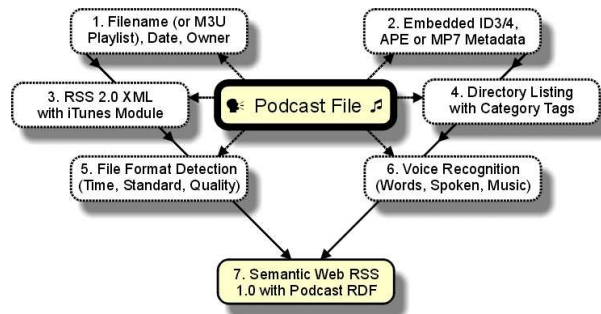 1. Filename (or M3U
Playlist), Date, Owner
2. Embedded ID3/4,
APE or MP7 Metadata
3. RSS 2.0 XML
with iTunes Module
Podcast File
4. Directory Listing
with Category Tags
5. File Format Detection
(Time, Standard, Quality)
6. Voice Recognition
(Words, Spoken, Music)
7. Semantic Web RSS
1.0 with Podcast RDF